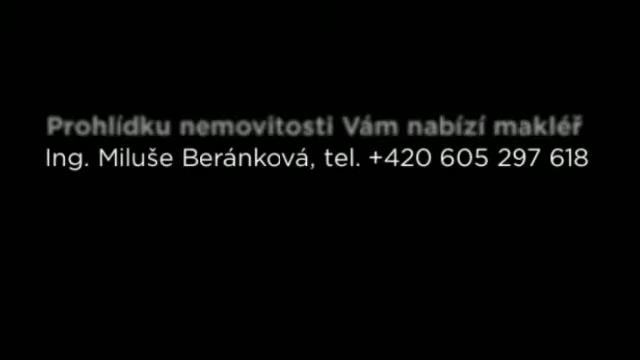 Prohlídku nemovitosti Vám nabízí makléř
Ing. Miluše Beránková, tel. +420 605 297 618